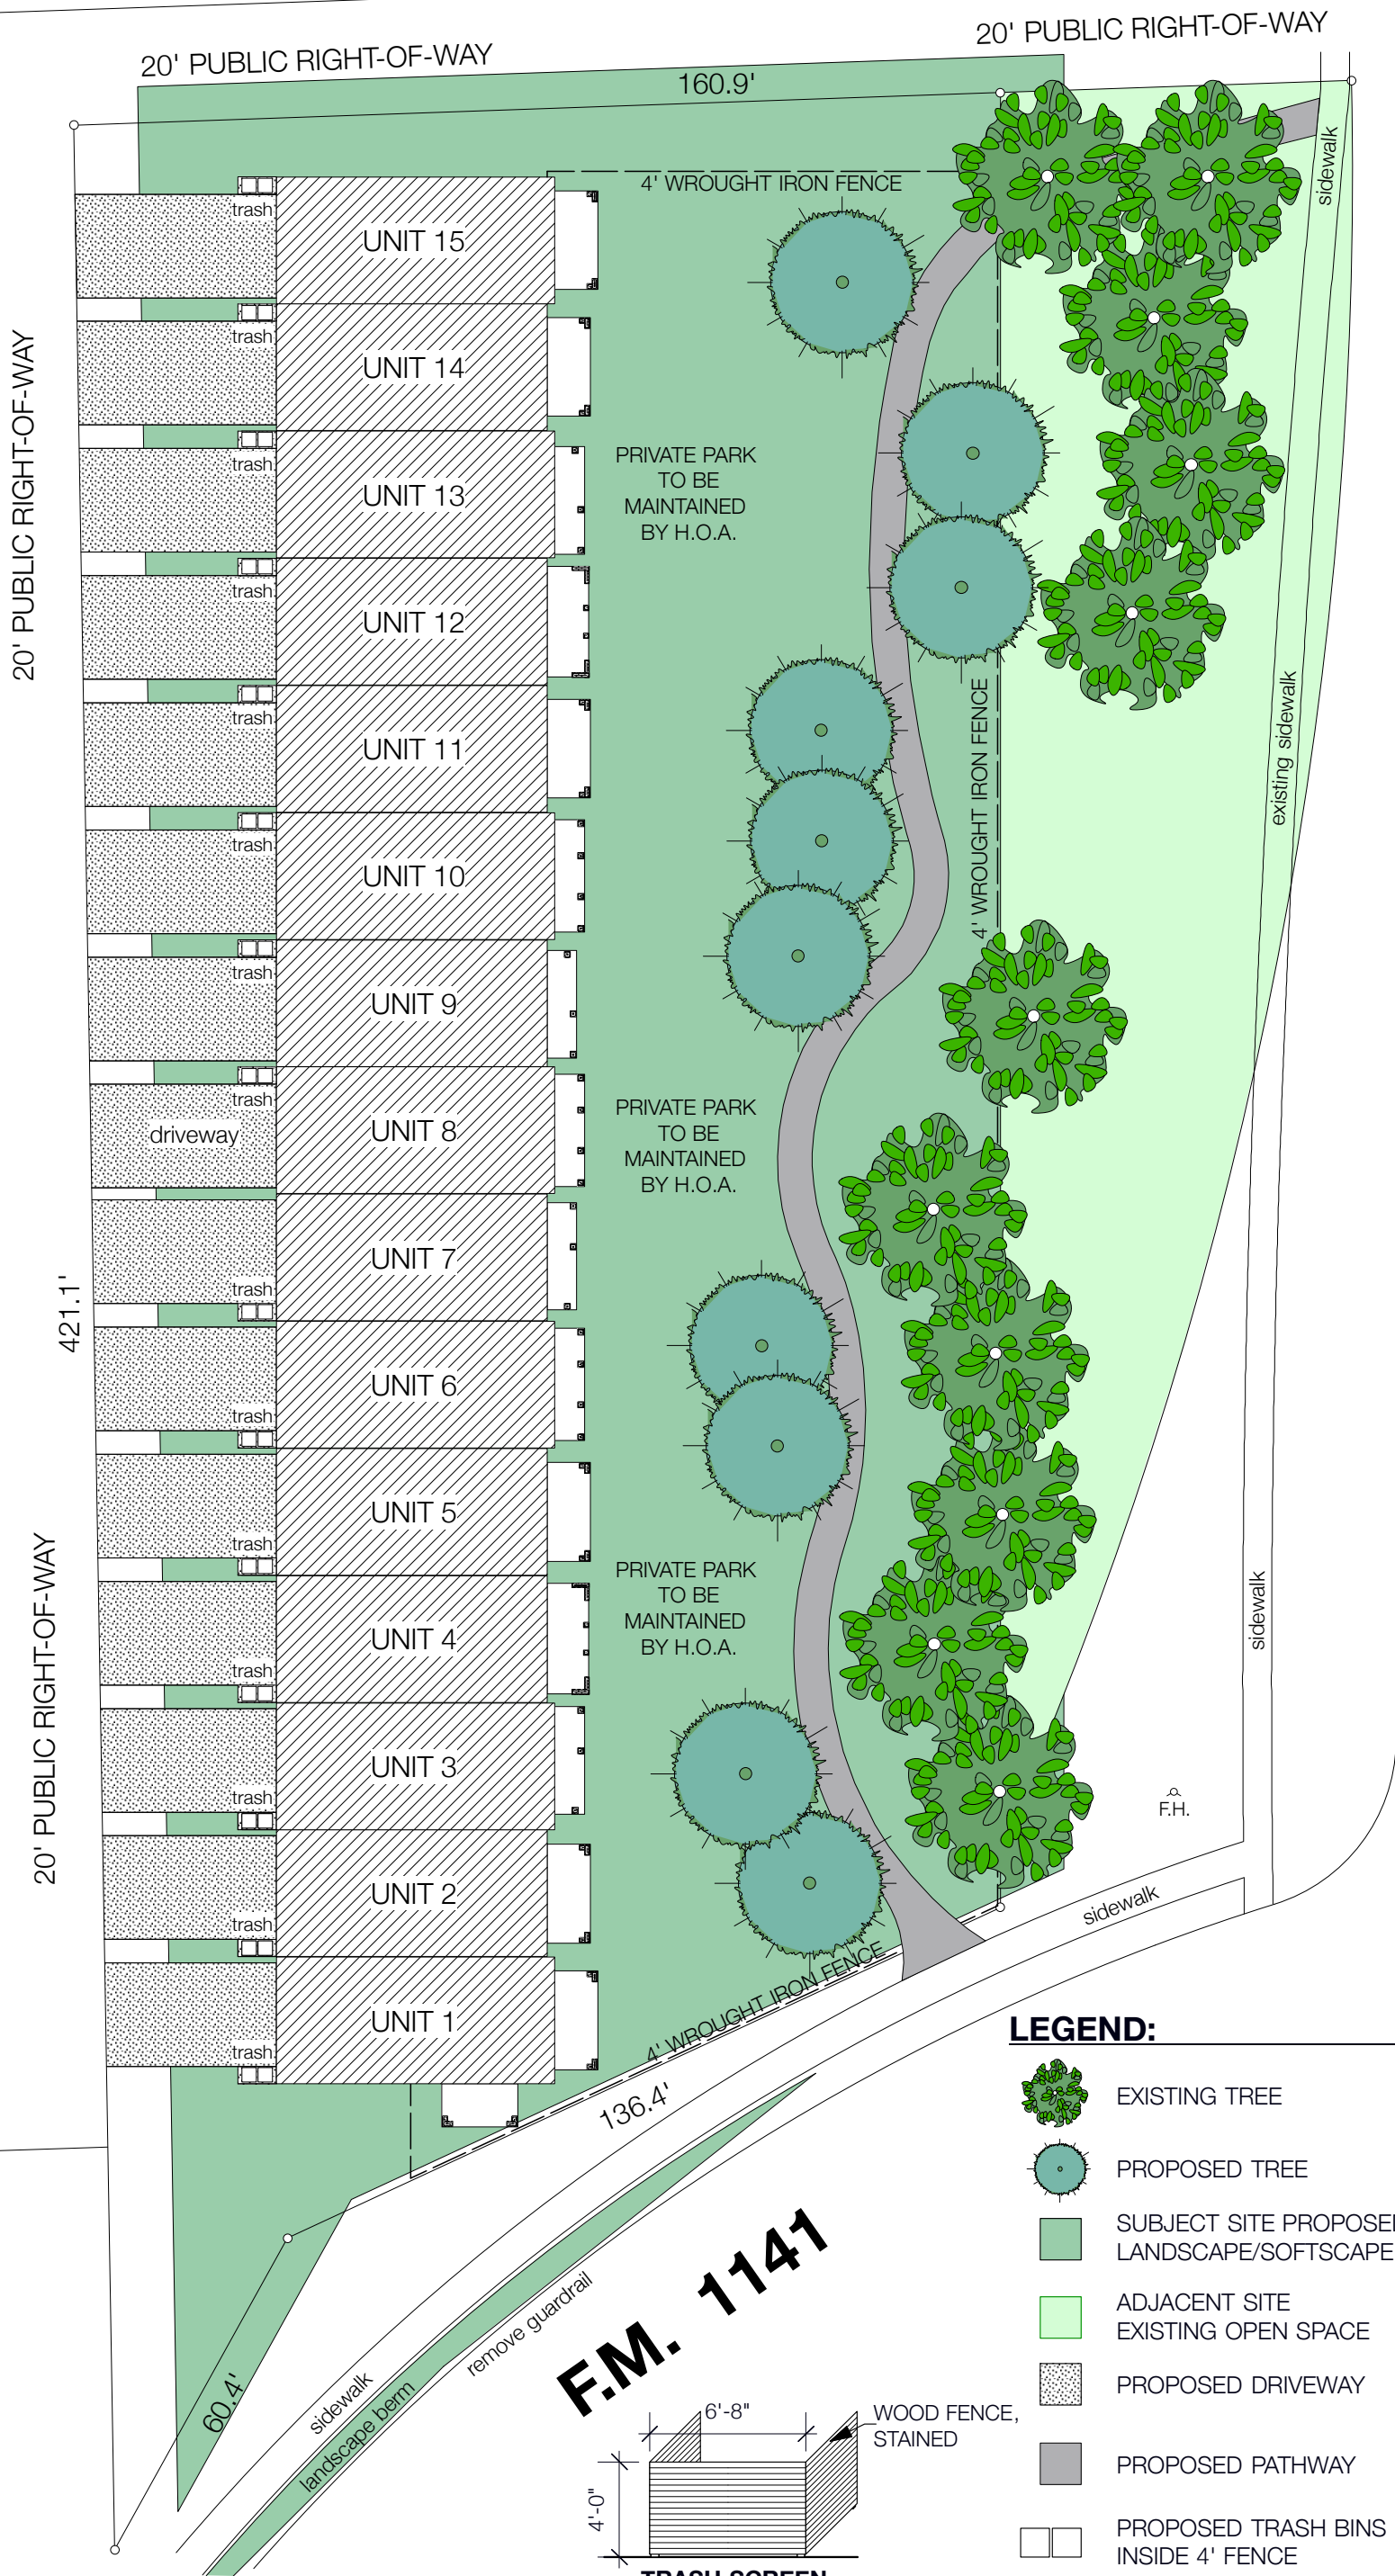 20' PUBLIC RIGHT-OF-WAY
20' PUBLIC RIGHT-OF-WAY
160.9'
4' WROUGHT IRON FENCE
sidewalk
trash
UNIT 15
trash
UNIT 14
20' PUBLIC RIGHT-OF-WAY
PRIVATE PARK
TO BE
MAINTAINED
BY H.O.A.
trash
UNIT 13
trash
UNIT 12
trash
UNIT 11
4' WROUGHT IRON FENCE
existing sidewalk
trash
UNIT 10
trash
UNIT 9
trash
driveway
UNIT 8
PRIVATE PARK
TO BE
MAINTAINED
BY H.O.A.
UNIT 7
trash
421.1'
UNIT 6
trash
UNIT 5
trash
20' PUBLIC RIGHT-OF-WAY
PRIVATE PARK
TO BE
MAINTAINED
BY H.O.A.
UNIT 4
trash
sidewalk
UNIT 3
trash
F.H.
UNIT 2
trash
sidewalk
4' WROUGHT IRON FENCE
UNIT 1
trash
136.4'
60.4'
sidewalk
landscape berm
remove guardrail
F.M. 1141
LEGEND:
EXISTING TREE
PROPOSED TREE
SUBJECT SITE PROPOSED
LANDSCAPE/SOFTSCAPE
ADJACENT SITE
EXISTING OPEN SPACE
PROPOSED DRIVEWAY
PROPOSED PATHWAY
PROPOSED TRASH BINS
INSIDE 4' FENCE
6'-8"
WOOD FENCE,
STAINED
4'-0"
TRASH SCREEN